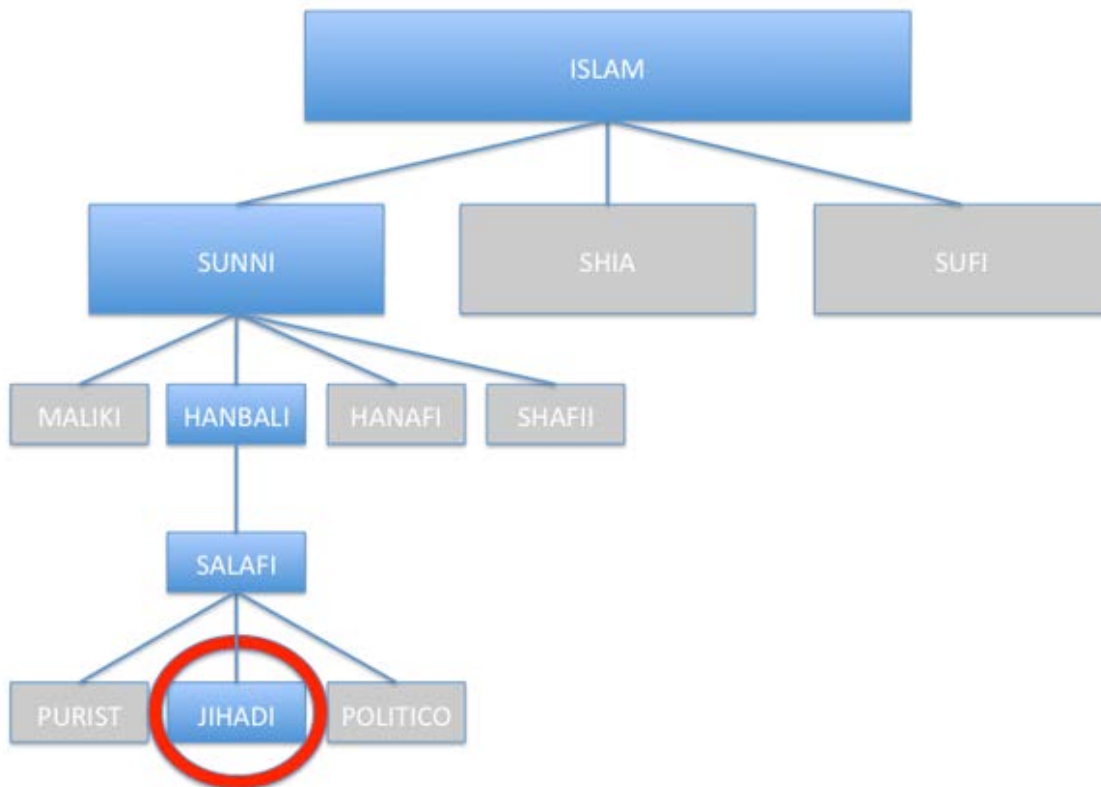 ISLAM
SUNNI
SHIA
SUFI
MALIKI
HANBALI
HANAFI
SHAFII
SALAFI
PURIST
JIHADI
POLITICO